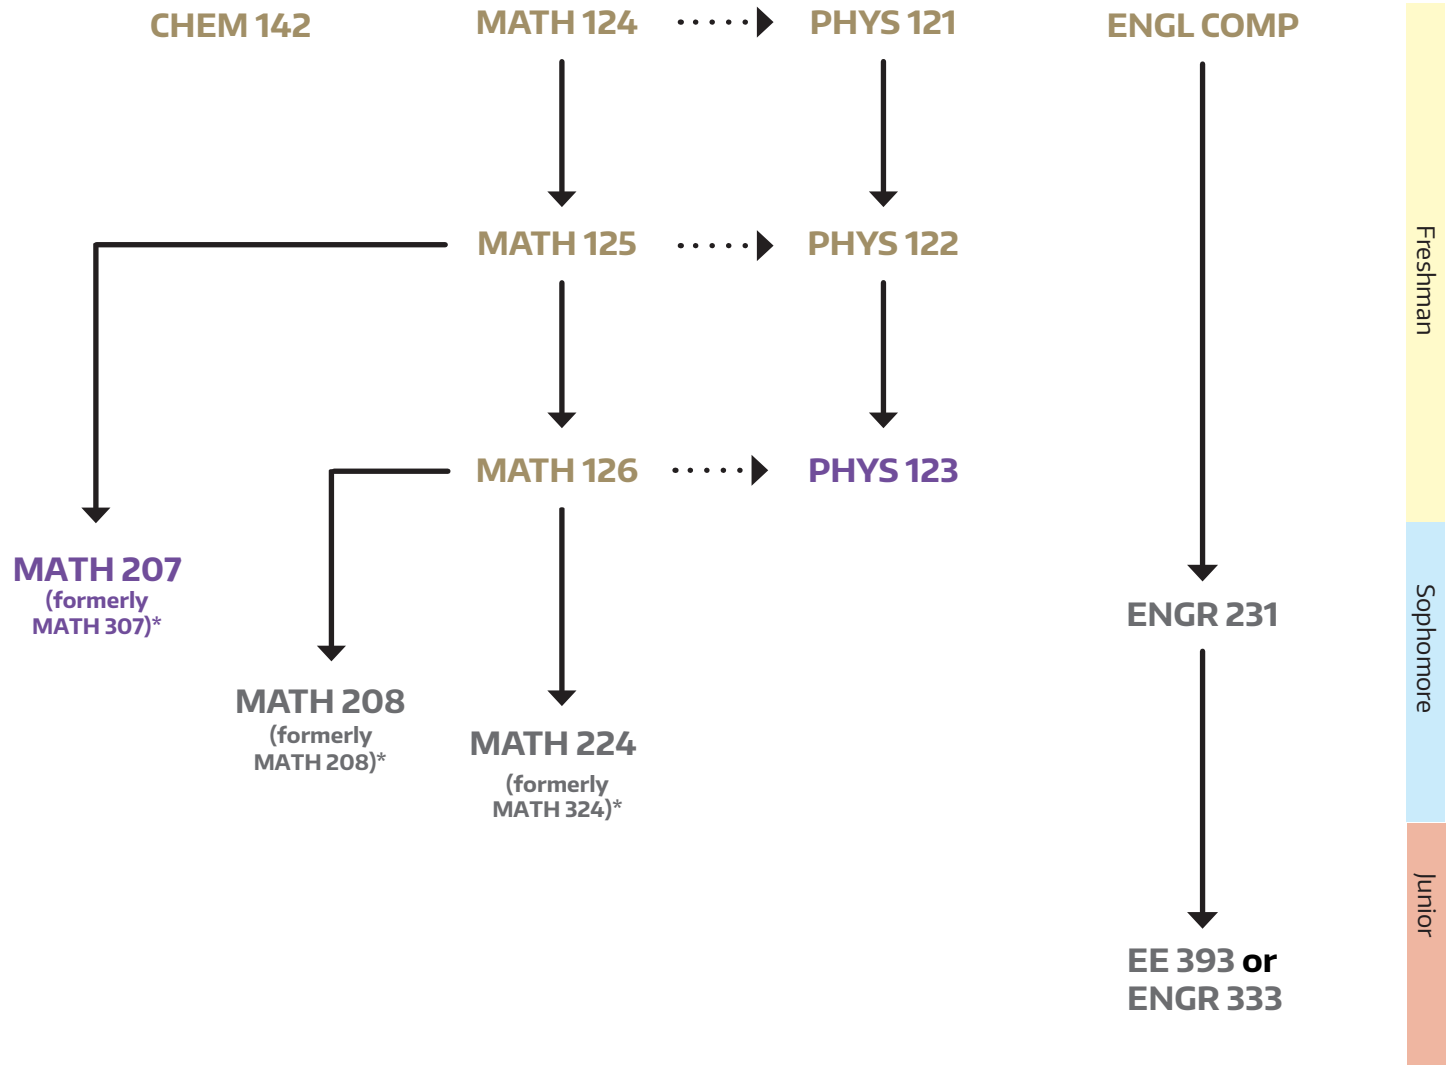 CHEM 142
MATH 124
PHYS 121
ENGL COMP
MATH 125
PHYS 122
MATH 126
PHYS 123
MATH 207
(formerly
MATH 307)*
MATH 208
(formerly
MATH 208)*
MATH 224
(formerly
MATH 324)*
ENGR 231
EE 393 or
ENGR 333
Freshman
Sophomore
Junior